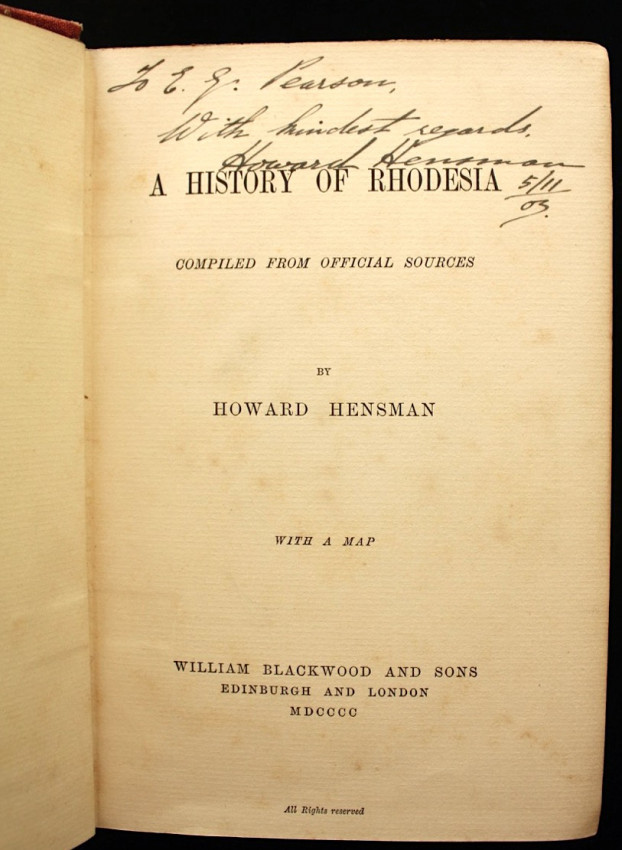 To E. G. Pearson,
With kindest regards,
Howard Hensman
5/11
03.
A HISTORY OF RHODESIA
COMPILED FROM OFFICIAL SOURCES
BY
HOWARD HENSMAN
WITH A MAP
WILLIAM BLACKWOOD AND SONS
EDINBURGH AND LONDON
MDCCCC
All Rights reserved